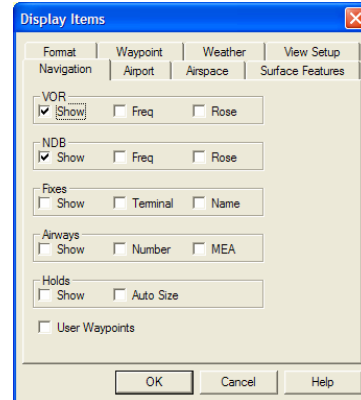 Display Items
Format Waypoint Weather View Setup
Navigation Airport Airspace Surface Features
VOR
Show Freq Rose
NDB
Show Freq Rose
Fixes
Show Terminal Name
Airways
Show Number MEA
Holds
Show Auto Size
User Waypoints
OK Cancel Help